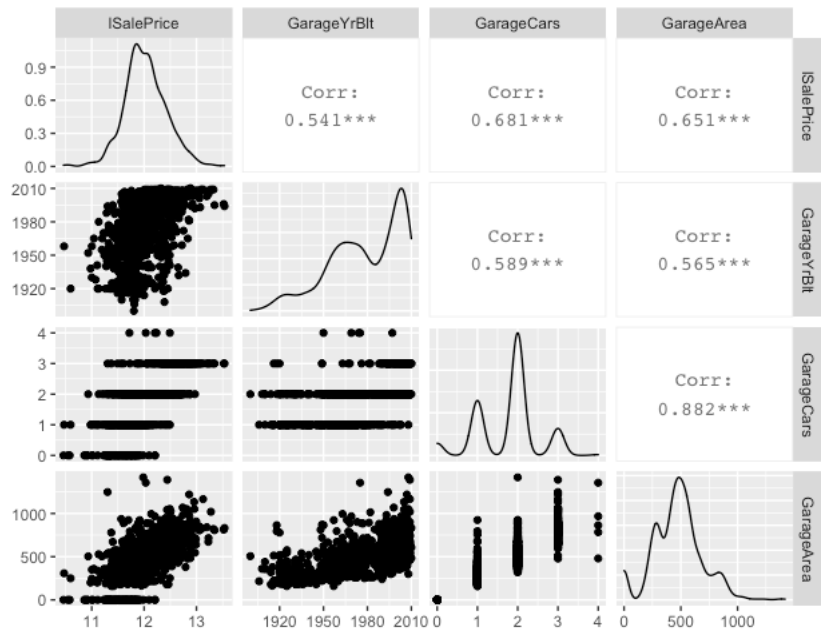 lSalePrice GarageYrBlt GarageCars GarageArea
0.9
0.6
0.3
0.0
Corr:
0.541***
Corr:
0.681***
Corr:
0.651***
lSalePrice
2010
1980
1950
1920
Corr:
0.589***
Corr:
0.565***
GarageYrBlt
4
3
2
1
0
Corr:
0.882***
GarageCars
1000
500
0
GarageArea
11 12 13
1920 1950 1980 2010
0 1 2 3 4
0 500 1000